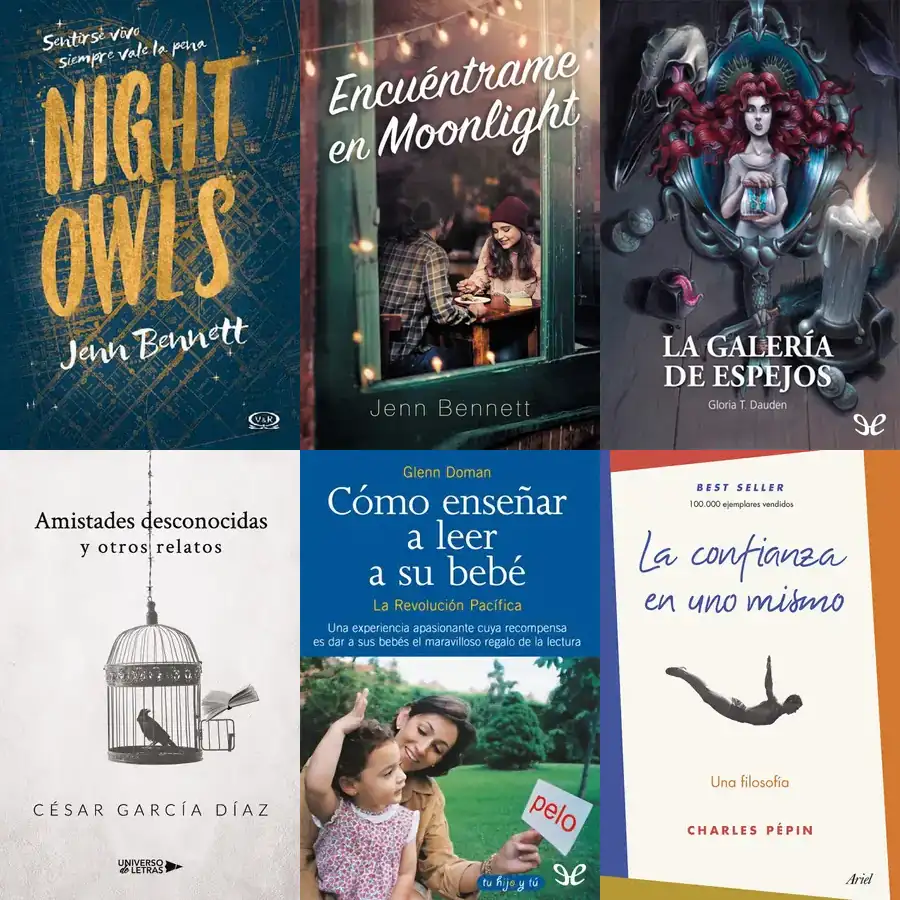 Sentirse vivo
siempre vale la pena
NIGHT
OWLS
Jenn Bennett
V&R
Encuéntrame
en Moonlight
Jenn Bennett
LA GALERÍA
DE ESPEJOS
Gloria T. Dauden
Amistades desconocidas
y otros relatos
CÉSAR GARCÍA DÍAZ
UNIVERSO
de LETRAS
Glenn Doman
Cómo enseñar
a leer
a su bebé
La Revolución Pacífica
Una experiencia apasionante cuya recompensa
es dar a sus bebés el maravilloso regalo de la lectura
pelo
tu hijo y tú
BEST SELLER
100.000 ejemplares vendidos
La confianza
en uno mismo
Una filosofía
CHARLES PÉPIN
Ariel